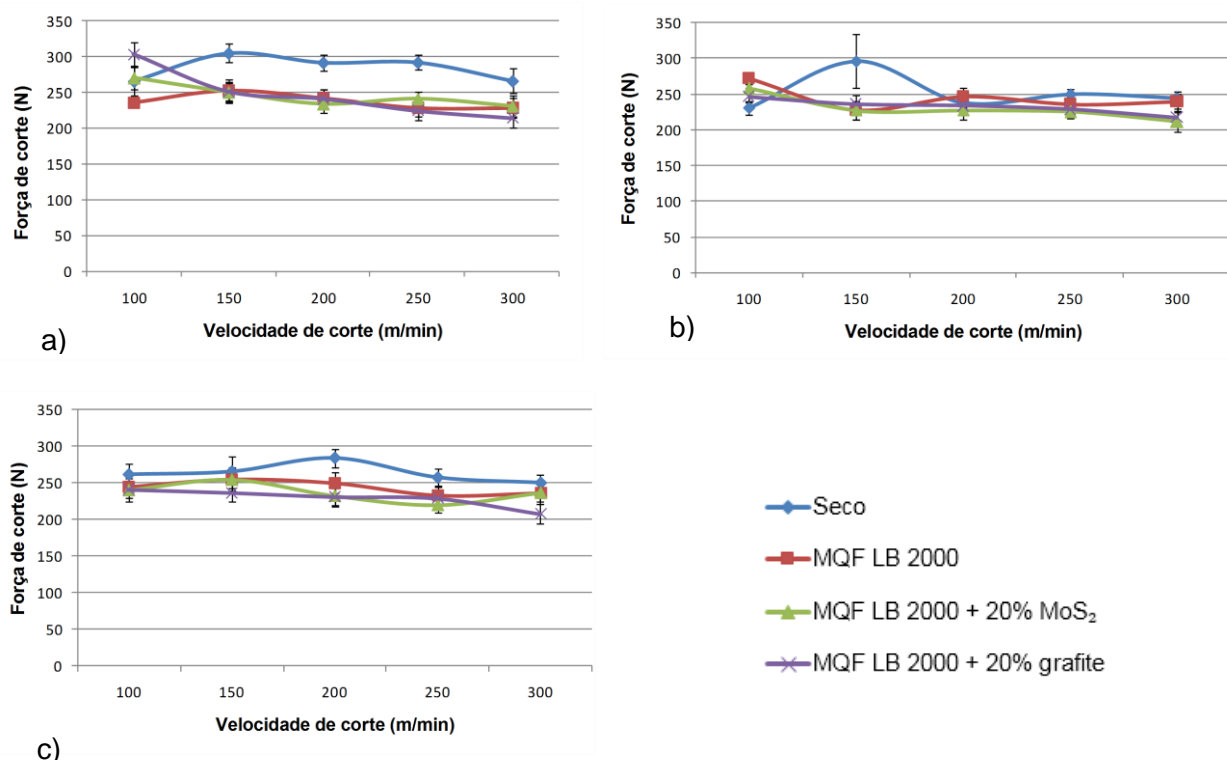 350
300
250
200
150
100
50
0
Força de corte (N)
100 150 200 250 300
Velocidade de corte (m/min)
a)
350
300
250
200
150
100
50
0
Força de corte (N)
100 150 200 250 300
Velocidade de corte (m/min)
b)
350
300
250
200
150
100
50
0
Força de corte (N)
100 150 200 250 300
Velocidade de corte (m/min)
c)
Seco
MQF LB 2000
MQF LB 2000 + 20% MoS₂
MQF LB 2000 + 20% grafite